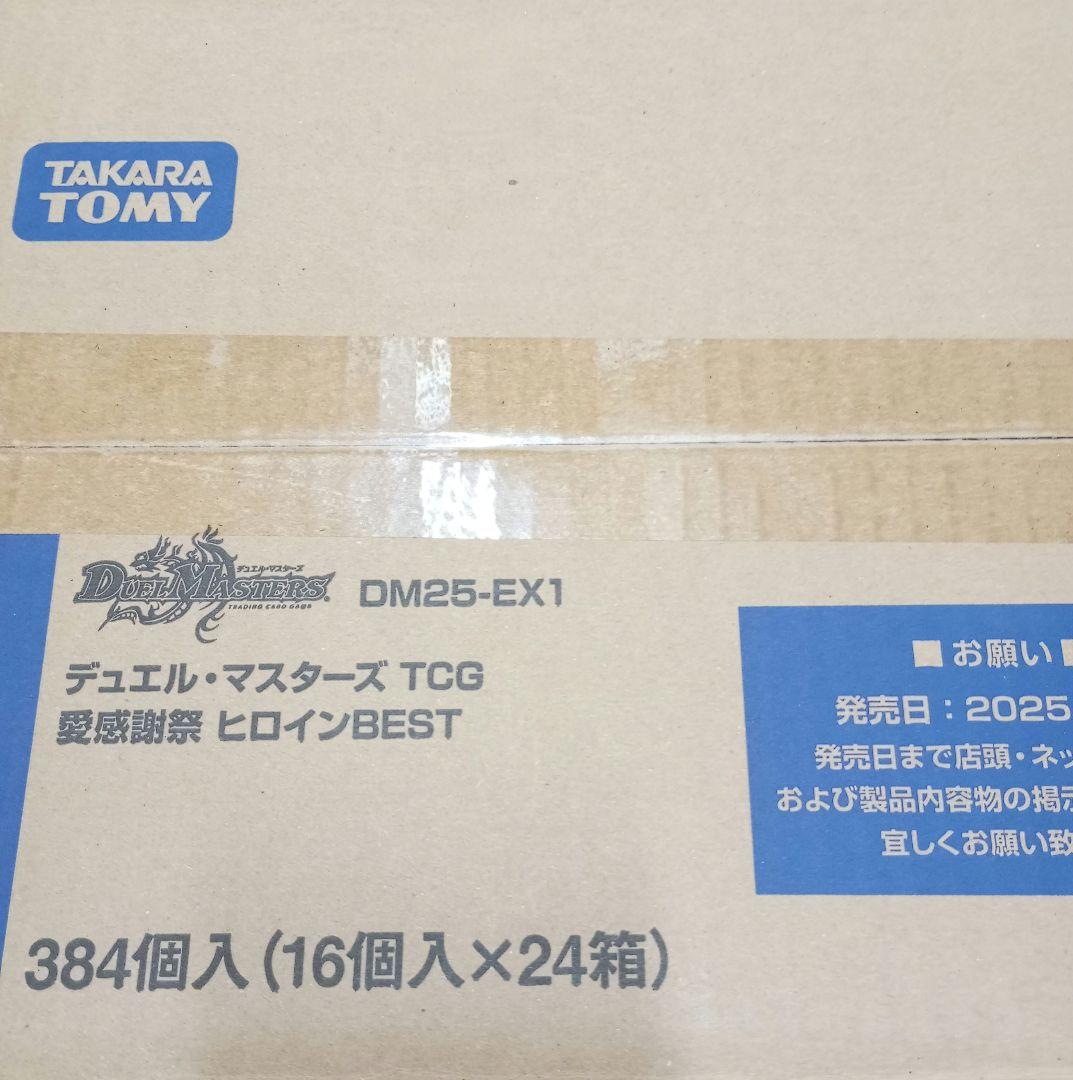 TAKARA
TOMY
デュエル・マスターズ
DUEL MASTERS
TRADING CARD GAME
DM25-EX1
デュエル・マスターズ TCG
愛感謝祭 ヒロインBEST
■お願い■
発売日：2025
発売日まで店頭・ネッ
および製品内容物の掲示
宜しくお願い致
384個入(16個入×24箱)